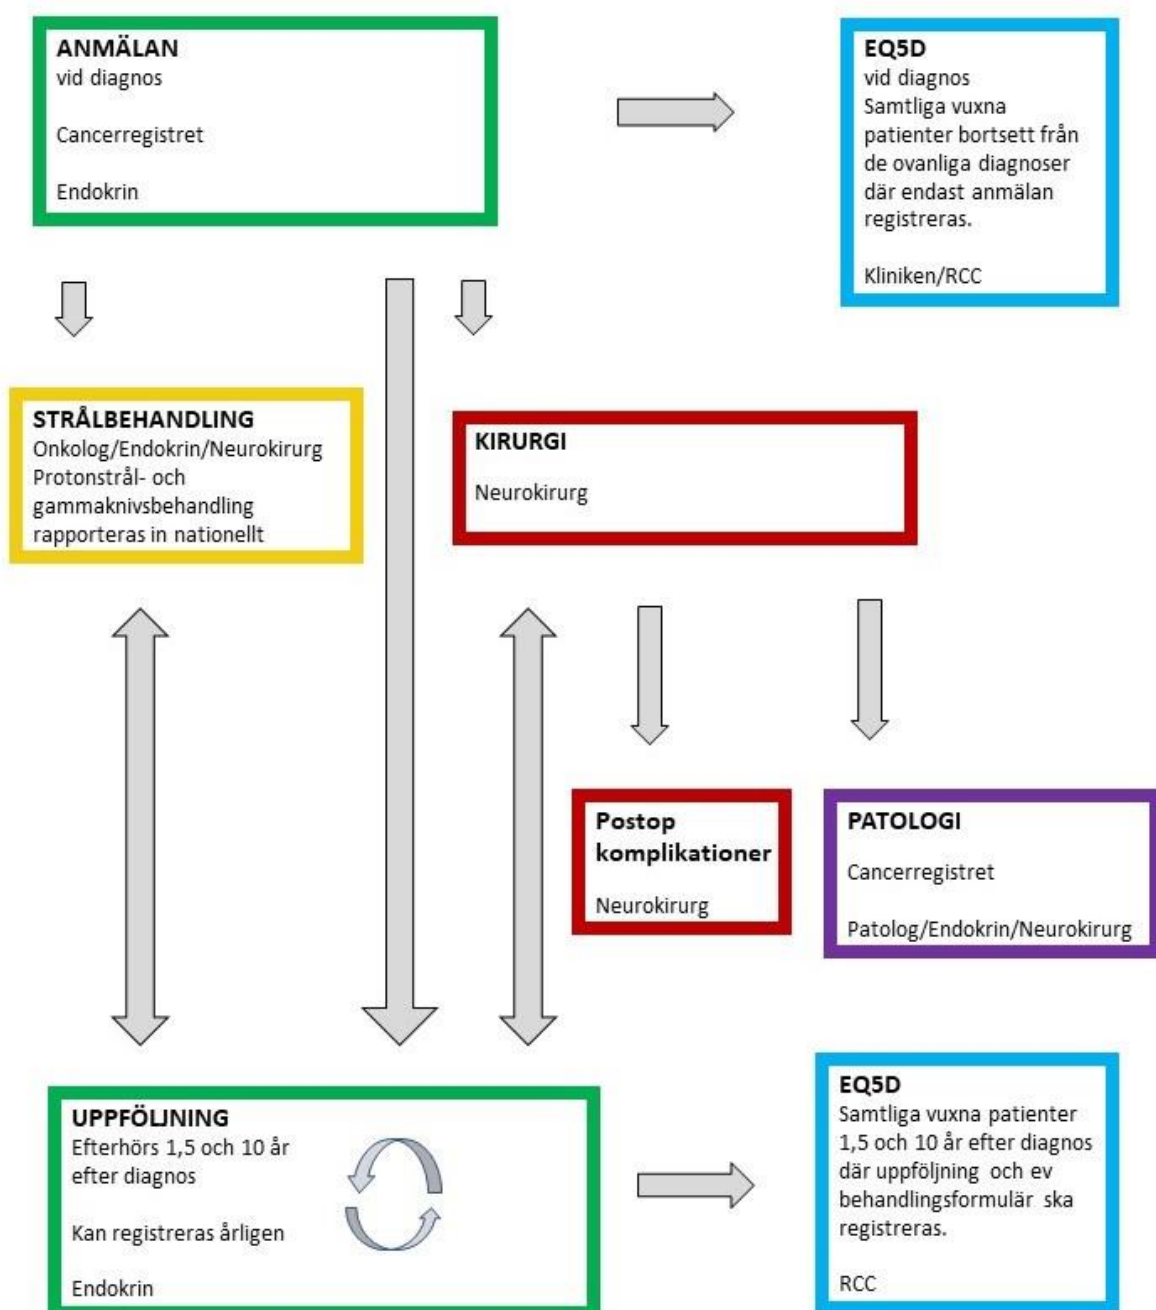 ANMÄLAN
vid diagnos
Cancerregistret
Endokrin
EQ5D
vid diagnos
Samtliga vuxna
patienter bortsett från
de ovanliga diagnoser
där endast anmälan
registreras.
Kliniken/RCC
STRÅLBEHANDLING
Onkolog/Endokrin/Neurokirurg
Protonstrål- och
gammaknivsbehandling
rapporteras in nationellt
KIRURGI
Neurokirurg
Postop
komplikationer
Neurokirurg
PATOLOGI
Cancerregistret
Patolog/Endokrin/Neurokirurg
UPPFÖLJNING
Efterhörs 1,5 och 10 år
efter diagnos
Kan registreras årligen
Endokrin
EQ5D
Samtliga vuxna patienter
1,5 och 10 år efter diagnos
där uppföljning och ev
behandlingsformulär ska
registreras.
RCC